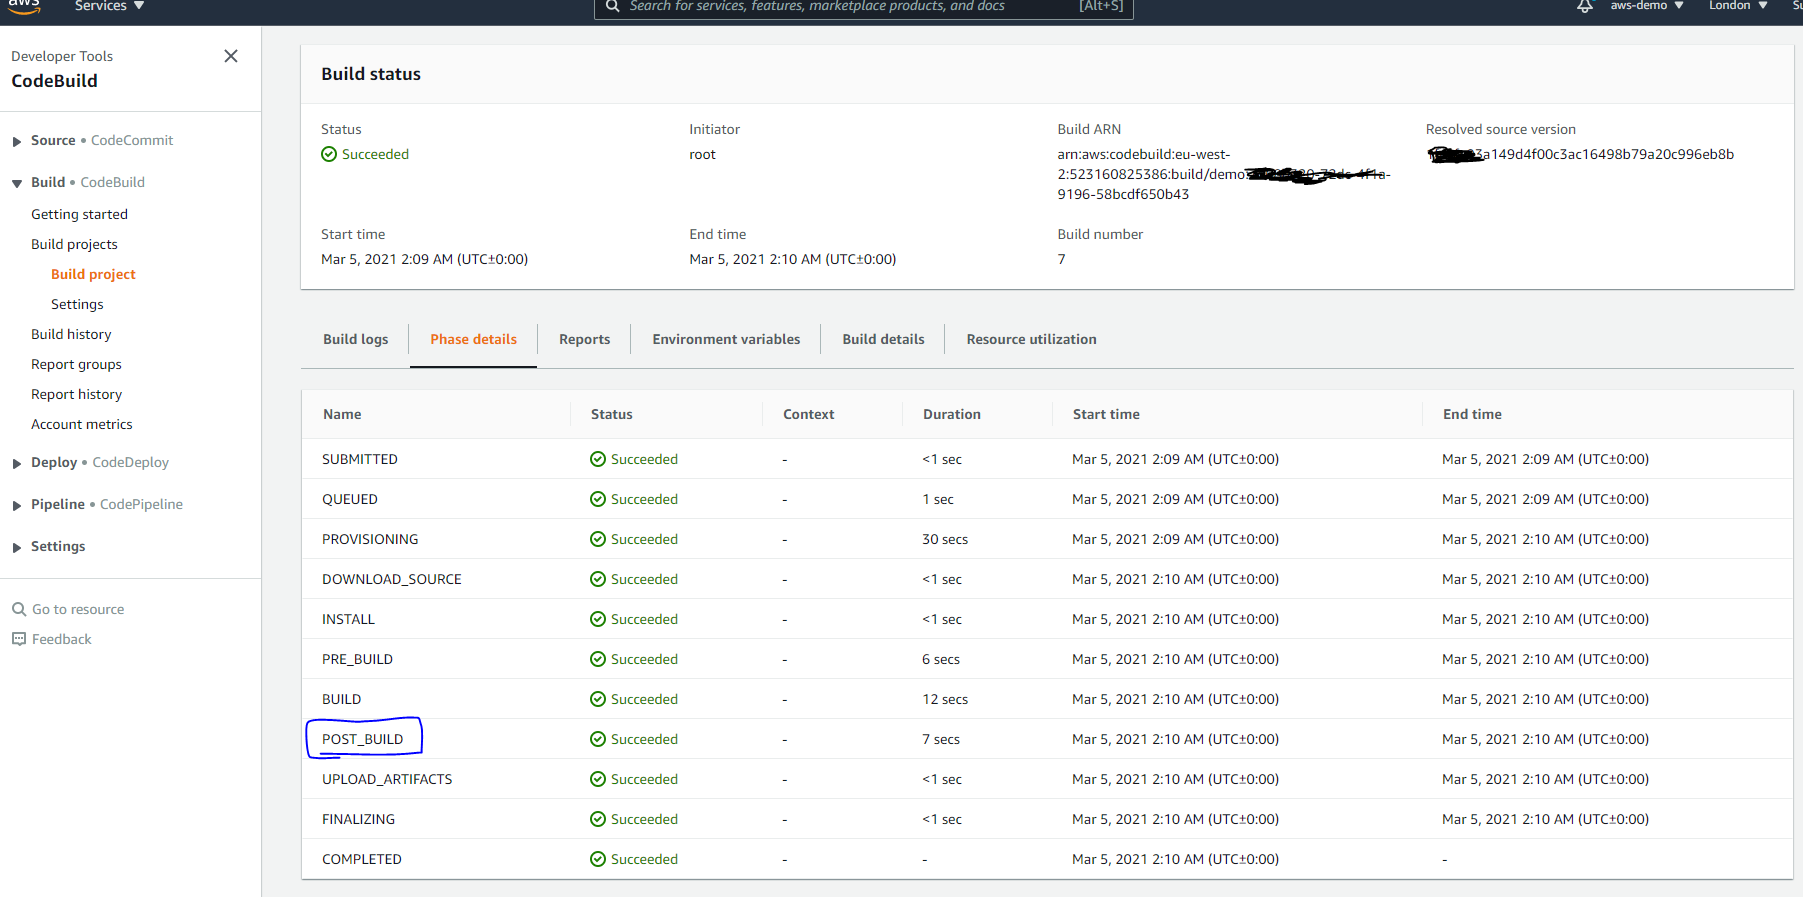 aws
Services
Search for services, features, marketplace products, and docs
[Alt+S]
aws-demo
London
Developer Tools
CodeBuild
Source • CodeCommit
Build • CodeBuild
Getting started
Build projects
Build project
Settings
Build history
Report groups
Report history
Account metrics
Deploy • CodeDeploy
Pipeline • CodePipeline
Settings
Go to resource
Feedback
Build status
Status
Succeeded
Initiator
root
Build ARN
arn:aws:codebuild:eu-west-
2:523160825386:build/demo: -72dc-4f1a-
9196-58bcdf650b43
Resolved source version
3a149d4f00c3ac16498b79a20c996eb8b
Start time
Mar 5, 2021 2:09 AM (UTC±0:00)
End time
Mar 5, 2021 2:10 AM (UTC±0:00)
Build number
7
Build logs
Phase details
Reports
Environment variables
Build details
Resource utilization
Name Status Context Duration Start time End time
SUBMITTED Succeeded - <1 sec Mar 5, 2021 2:09 AM (UTC±0:00) Mar 5, 2021 2:09 AM (UTC±0:00)
QUEUED Succeeded - 1 sec Mar 5, 2021 2:09 AM (UTC±0:00) Mar 5, 2021 2:09 AM (UTC±0:00)
PROVISIONING Succeeded - 30 secs Mar 5, 2021 2:09 AM (UTC±0:00) Mar 5, 2021 2:10 AM (UTC±0:00)
DOWNLOAD_SOURCE Succeeded - <1 sec Mar 5, 2021 2:10 AM (UTC±0:00) Mar 5, 2021 2:10 AM (UTC±0:00)
INSTALL Succeeded - <1 sec Mar 5, 2021 2:10 AM (UTC±0:00) Mar 5, 2021 2:10 AM (UTC±0:00)
PRE_BUILD Succeeded - 6 secs Mar 5, 2021 2:10 AM (UTC±0:00) Mar 5, 2021 2:10 AM (UTC±0:00)
BUILD Succeeded - 12 secs Mar 5, 2021 2:10 AM (UTC±0:00) Mar 5, 2021 2:10 AM (UTC±0:00)
POST_BUILD Succeeded - 7 secs Mar 5, 2021 2:10 AM (UTC±0:00) Mar 5, 2021 2:10 AM (UTC±0:00)
UPLOAD_ARTIFACTS Succeeded - <1 sec Mar 5, 2021 2:10 AM (UTC±0:00) Mar 5, 2021 2:10 AM (UTC±0:00)
FINALIZING Succeeded - <1 sec Mar 5, 2021 2:10 AM (UTC±0:00) Mar 5, 2021 2:10 AM (UTC±0:00)
COMPLETED Succeeded - - Mar 5, 2021 2:10 AM (UTC±0:00) -